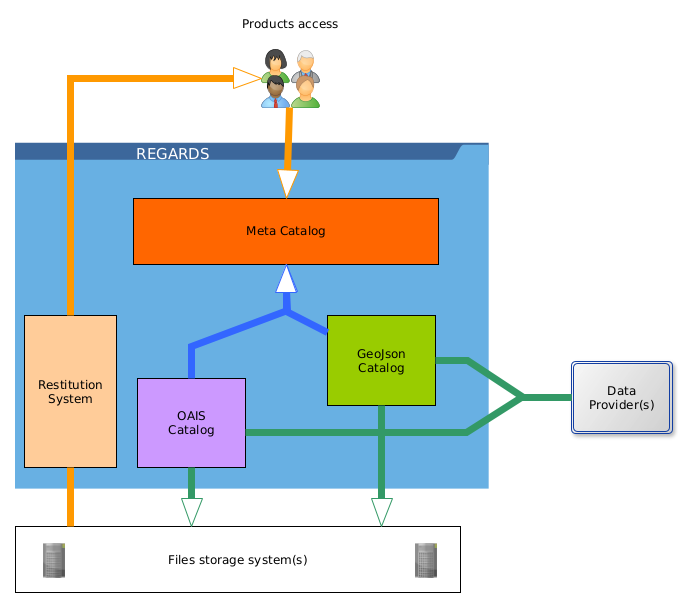 Products access
REGARDS
Meta Catalog
GeoJson
Catalog
Restitution
System
OAIS
Catalog
Data
Provider(s)
Files storage system(s)